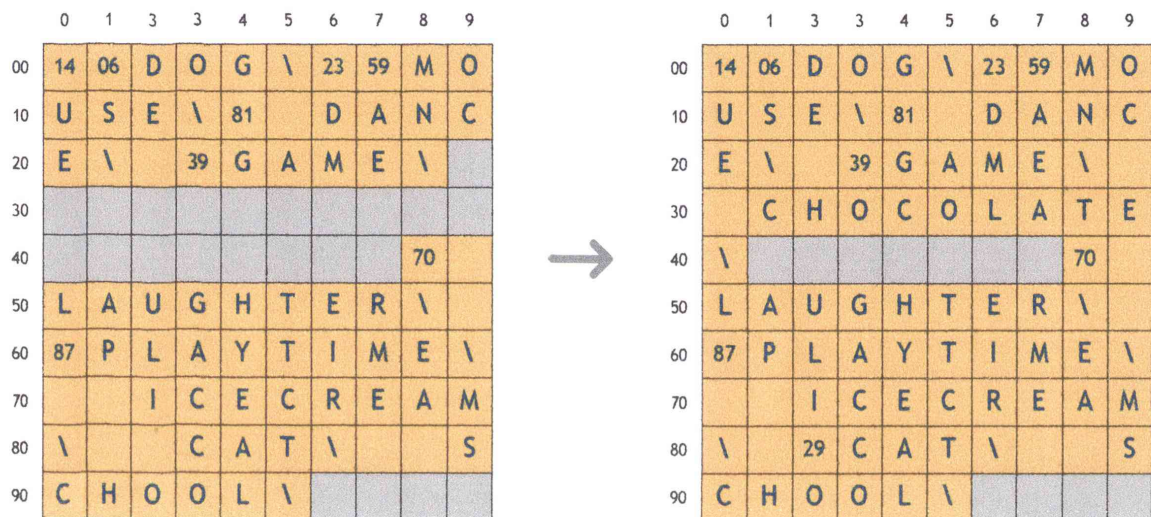 0 1 3 3 4 5 6 7 8 9
00 14 06 D O G \ 23 59 M O
10 U S E \ 81 D A N C
20 E \ 39 G A M E \
30
40 70
50 L A U G H T E R \
60 87 P L A Y T I M E \
70 I C E C R E A M
80 \ C A T \ S
90 C H O O L \
0 1 3 3 4 5 6 7 8 9
00 14 06 D O G \ 23 59 M O
10 U S E \ 81 D A N C
20 E \ 39 G A M E \
30 C H O C O L A T E
40 \ 70
50 L A U G H T E R \
60 87 P L A Y T I M E \
70 I C E C R E A M
80 \ 29 C A T \ S
90 C H O O L \